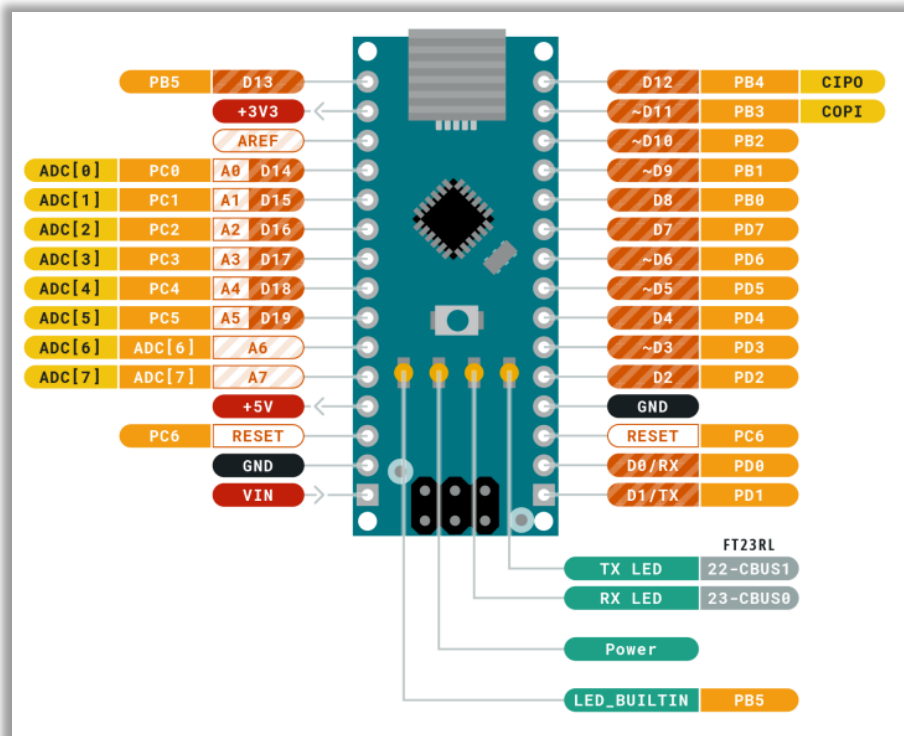 PB5 D13 D12 PB4 CIPO
+3V3 ~D11 PB3 COPI
AREF ~D10 PB2
ADC[0] PC0 A0 D14 ~D9 PB1
ADC[1] PC1 A1 D15 D8 PB0
ADC[2] PC2 A2 D16 D7 PD7
ADC[3] PC3 A3 D17 ~D6 PD6
ADC[4] PC4 A4 D18 ~D5 PD5
ADC[5] PC5 A5 D19 D4 PD4
ADC[6] ADC[6] A6 ~D3 PD3
ADC[7] ADC[7] A7 D2 PD2
+5V GND
PC6 RESET RESET PC6
GND D0/RX PD0
VIN D1/TX PD1
FT23RL
TX LED 22-CBUS1
RX LED 23-CBUS0
Power
LED_BUILTIN PB5